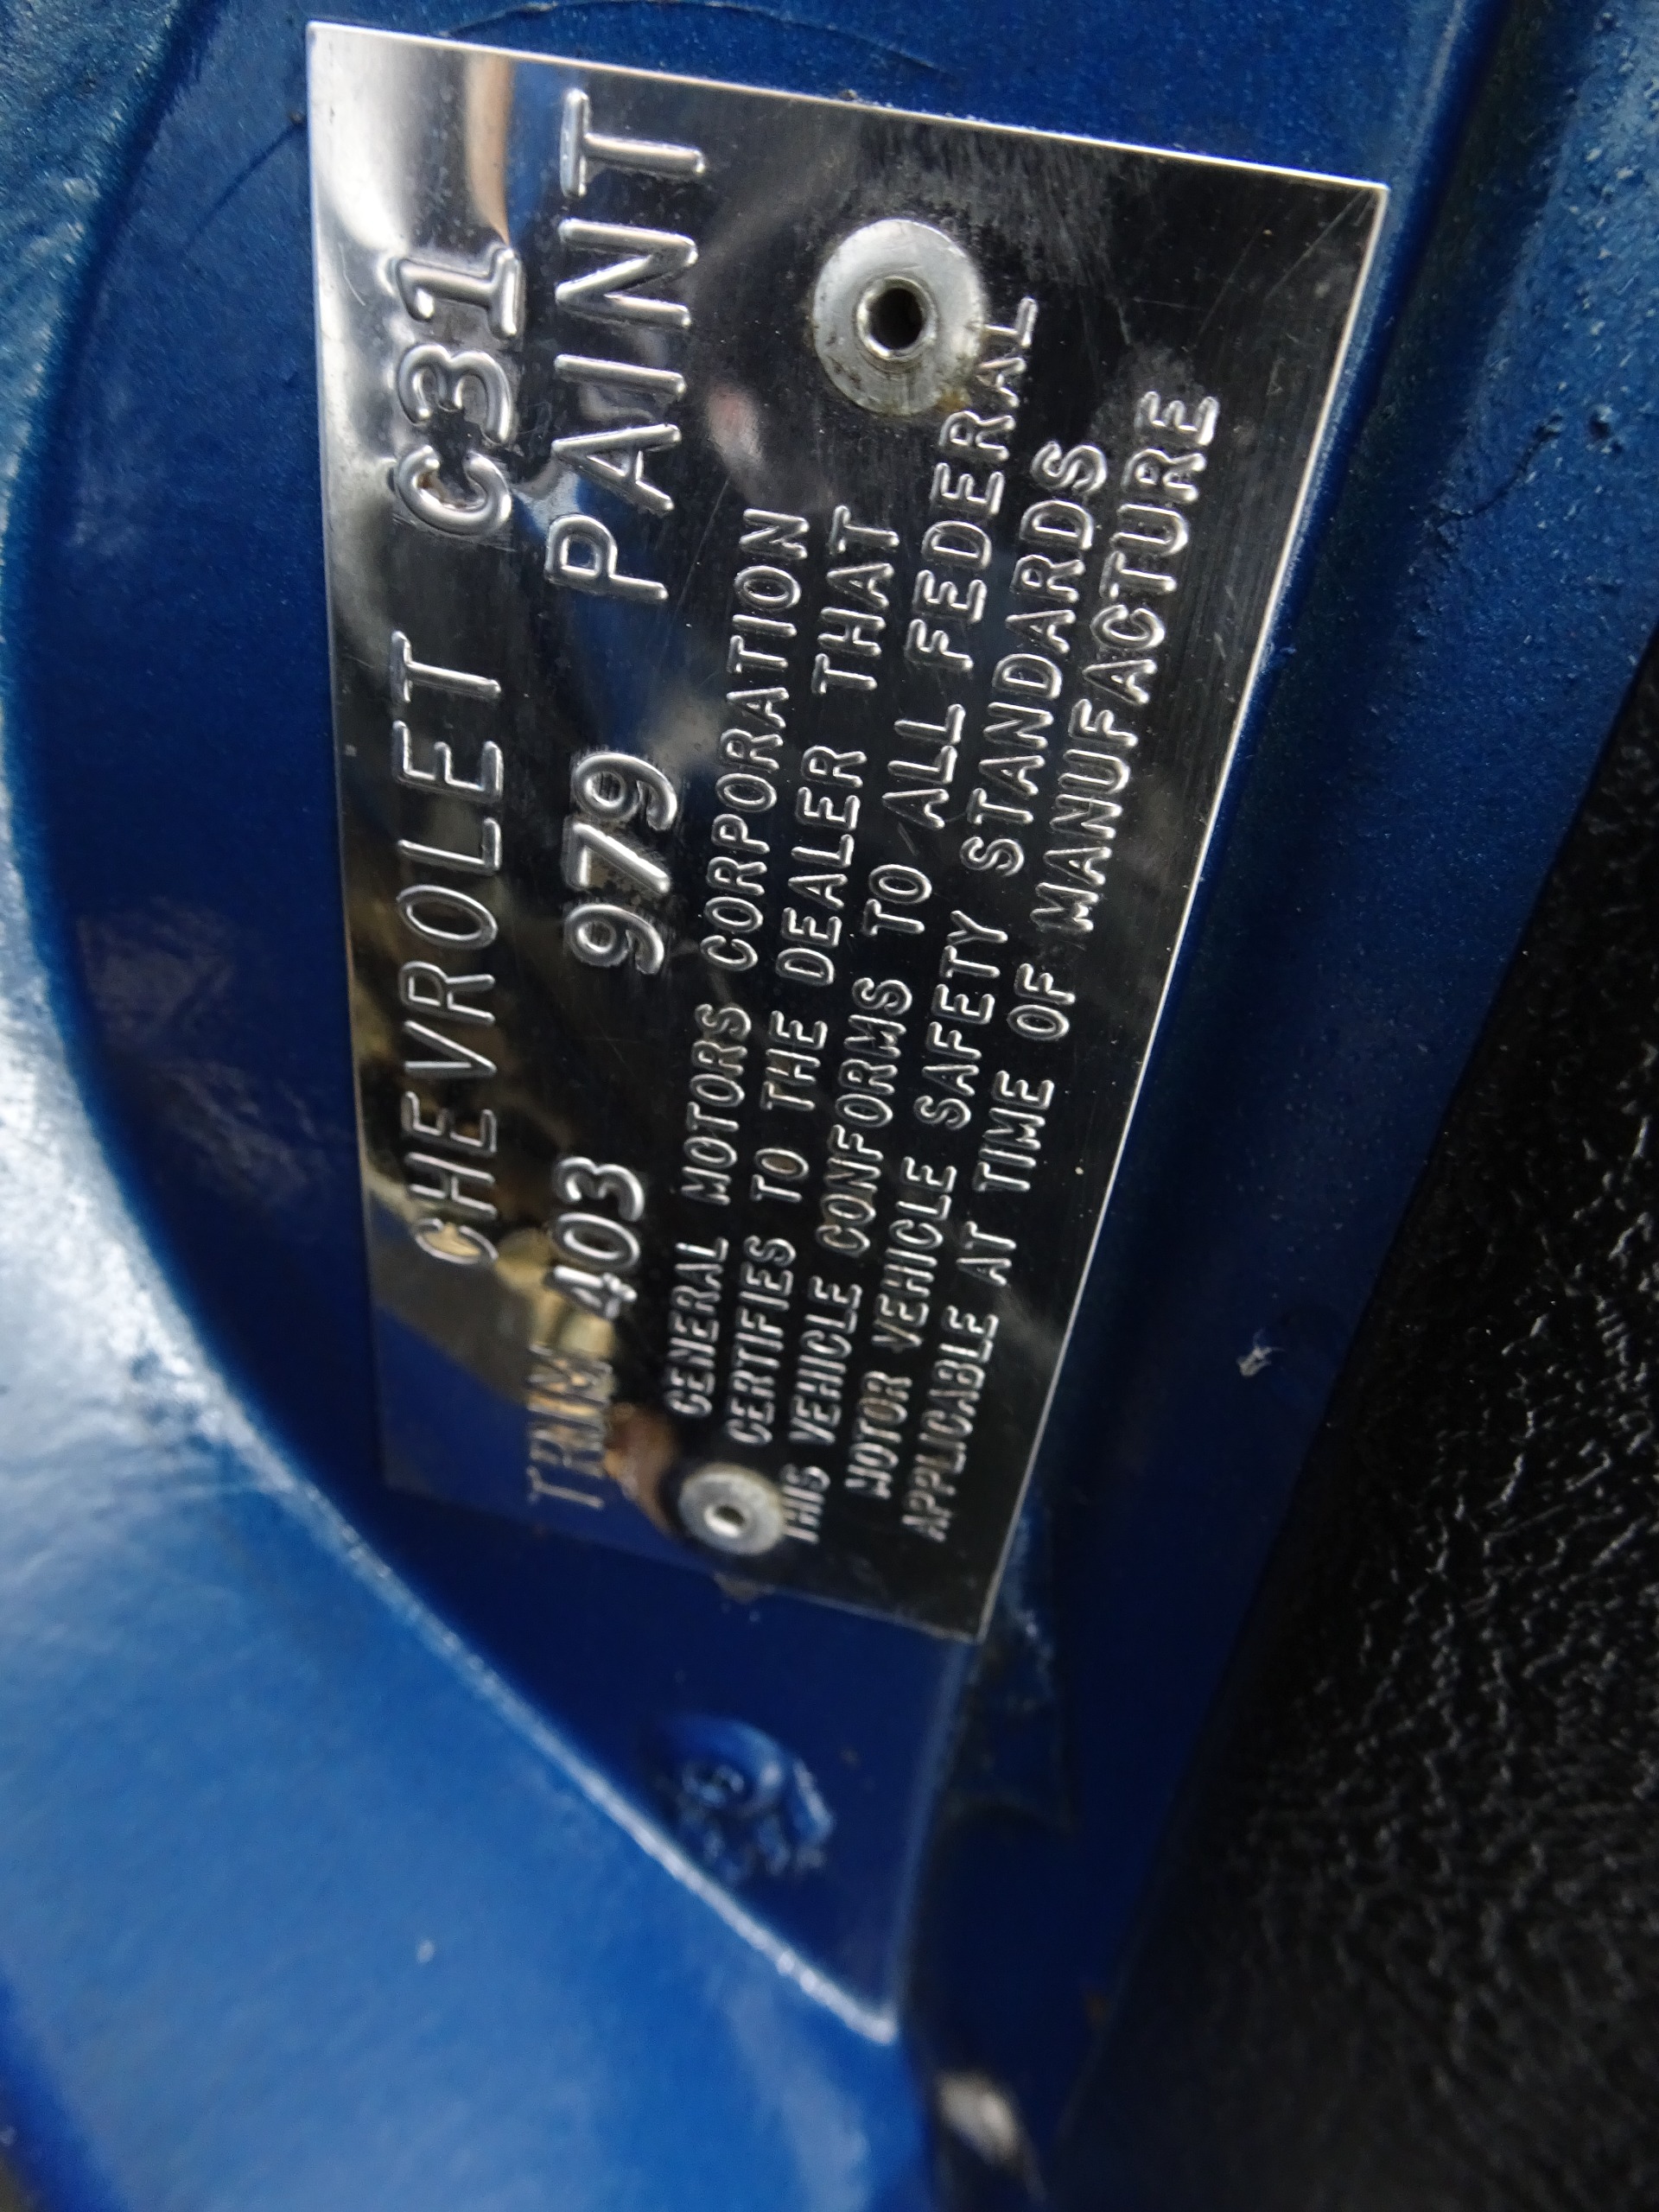 CHEVROLET C31
TRIM 403 979 PAINT
GENERAL MOTORS CORPORATION
CERTIFIES TO THE DEALER THAT
THIS VEHICLE CONFORMS TO ALL FEDERAL
MOTOR VEHICLE SAFETY STANDARDS
APPLICABLE AT TIME OF MANUFACTURE